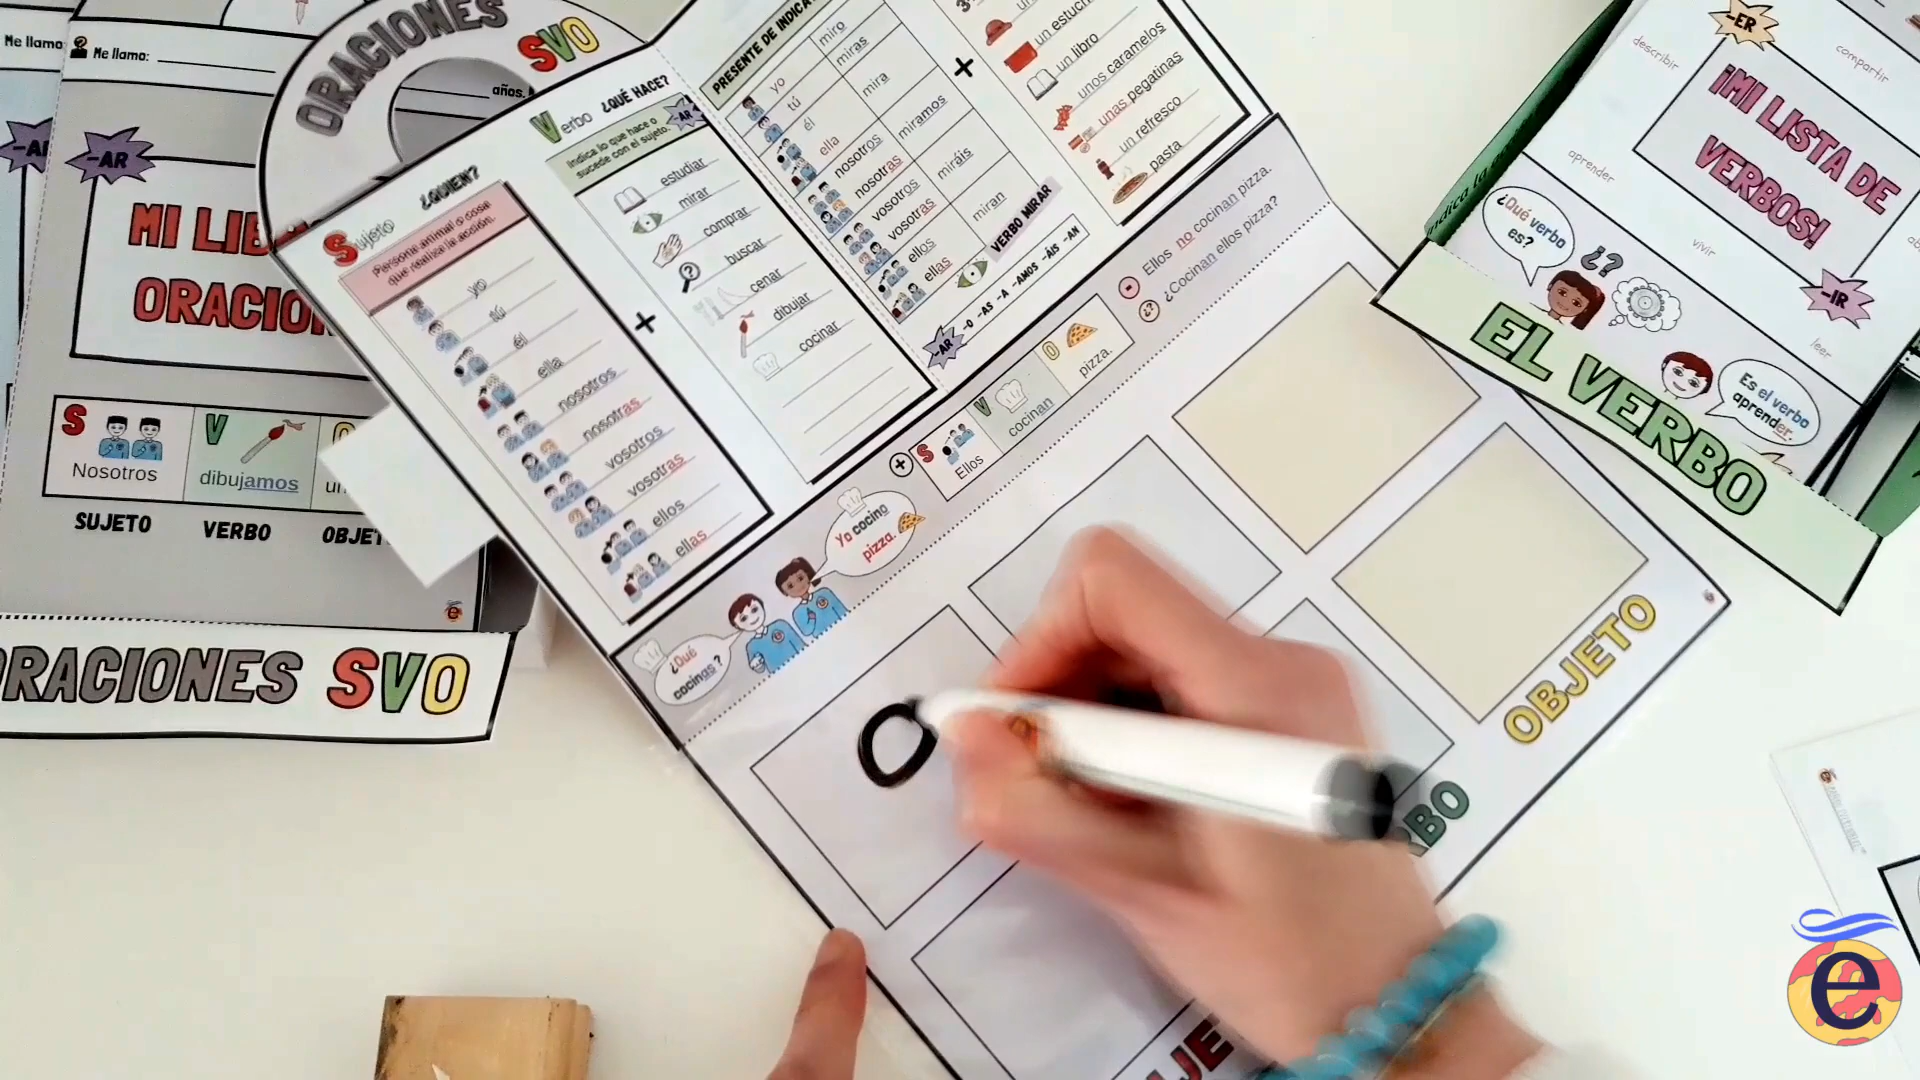 Me llamo
Me llamo:
años.
-AR
-AR
MI LIB
ORACIO
S
Nosotros
V
dibujamos
un
SUJETO
VERBO
OBJET
ORACIONES SVO
ORACIONES
SVO
¿QUIÉN?
Sujeto
Persona animal o cosa
que realiza la acción.
yo
tú
él
ella
nosotros
nosotras
vosotros
vosotras
ellos
ellas
+
Verbo ¿QUÉ HACE?
Indica lo que hace o
sucede con el sujeto.
-AR
estudiar
mirar
comprar
buscar
cenar
dibujar
cocinar
PRESENTE DE INDICAT
yo miro
tú miras
él
ella mira
nosotros
nosotras miramos
vosotros
vosotras miráis
ellos
ellas miran
VERBO MIRAR
-AR -O -AS -A -AMOS -ÁIS -AN
+
un estuch
un libro
unos caramelos
unas pegatinas
un refresco
pasta
¿Qué
cocinas?
Yo cocino
pizza.
+
S
Ellos
V
cocinan
O
pizza.
- Ellos no cocinan pizza.
¿? ¿Cocinan ellos pizza?
o
JE
RBO
OBJETO
-ER
describir
compartir
¡MI LISTA DE
VERBOS!
aprender
vivir
leer
-IR
¿Qué verbo
es?
¿?
Es el verbo
aprender.
EL VERBO
ẽ